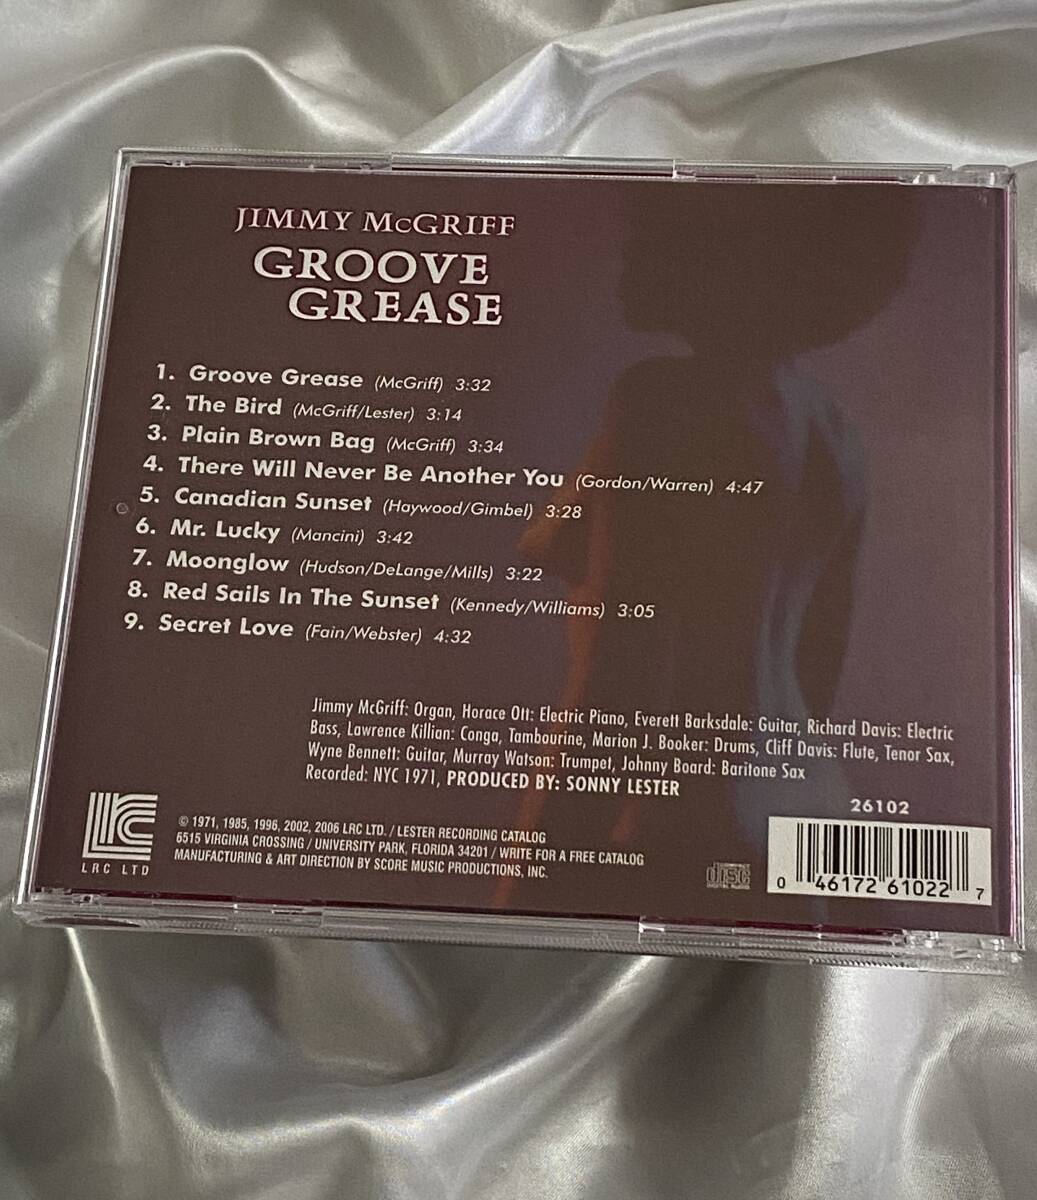 JIMMY McGRIFF
GROOVE
GREASE
1. Groove Grease (McGriff) 3:32
2. The Bird (McGriff/Lester) 3:14
3. Plain Brown Bag (McGriff) 3:34
4. There Will Never Be Another You (Gordon/Warren) 4:47
5. Canadian Sunset (Haywood/Gimbel) 3:28
6. Mr. Lucky (Mancini) 3:42
7. Moonglow (Hudson/DeLange/Mills) 3:22
8. Red Sails In The Sunset (Kennedy/Williams) 3:05
9. Secret Love (Fain/Webster) 4:32
Jimmy McGriff: Organ, Horace Ott: Electric Piano, Everett Barksdale: Guitar, Richard Davis: Electric
Bass, Lawrence Killian: Conga, Tambourine, Marion J. Booker: Drums, Cliff Davis: Flute, Tenor Sax,
Wyne Bennett: Guitar, Murray Watson: Trumpet, Johnny Board: Baritone Sax
Recorded: NYC 1971, PRODUCED BY: SONNY LESTER
26102
LRC LTD
© 1971, 1985, 1996, 2002, 2006 LRC LTD. / LESTER RECORDING CATALOG
6515 VIRGINIA CROSSING / UNIVERSITY PARK, FLORIDA 34201 / WRITE FOR A FREE CATALOG
MANUFACTURING & ART DIRECTION BY SCORE MUSIC PRODUCTIONS, INC.
disc
DIGITAL AUDIO
0 46172 61022 7